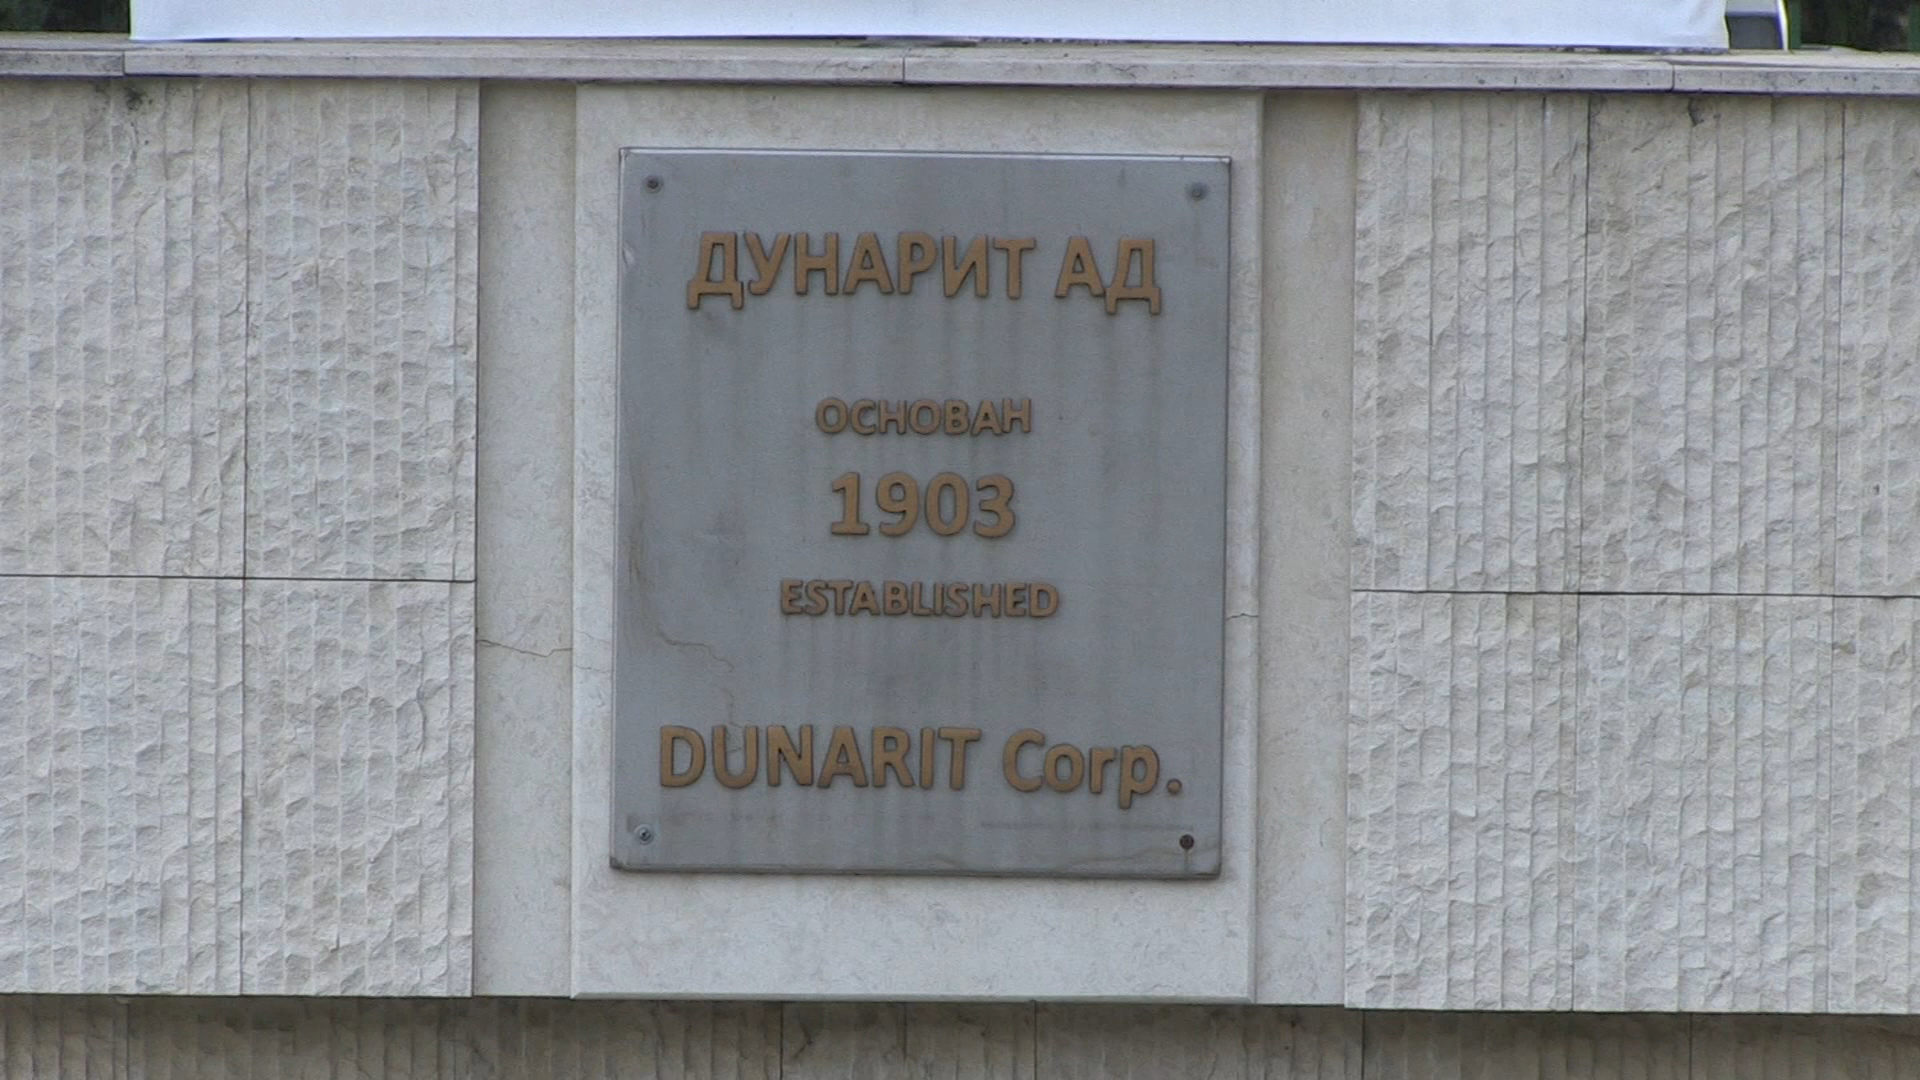 ДУНАРИТ АД
ОСНОВАН
1903
ESTABLISHED
DUNARIT Corp.